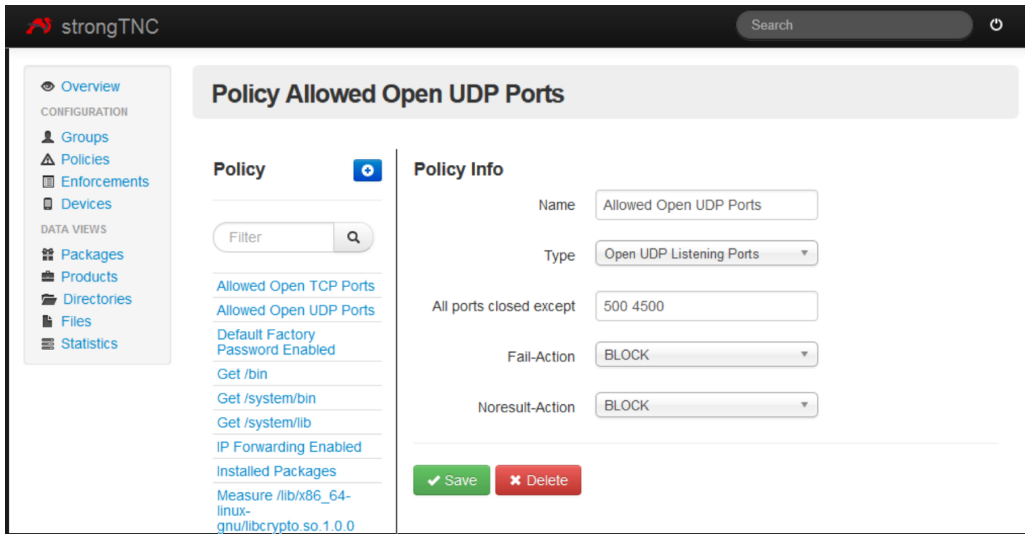 strongTNC
Search
Overview
CONFIGURATION
Groups
Policies
Enforcements
Devices
DATA VIEWS
Packages
Products
Directories
Files
Statistics
Policy Allowed Open UDP Ports
Policy
Filter
Allowed Open TCP Ports
Allowed Open UDP Ports
Default Factory
Password Enabled
Get /bin
Get /system/bin
Get /system/lib
IP Forwarding Enabled
Installed Packages
Measure /lib/x86_64-
linux-
gnu/libcrypto.so.1.0.0
Policy Info
Name
Allowed Open UDP Ports
Type
Open UDP Listening Ports
All ports closed except
500 4500
Fail-Action
BLOCK
Noresult-Action
BLOCK
Save
Delete